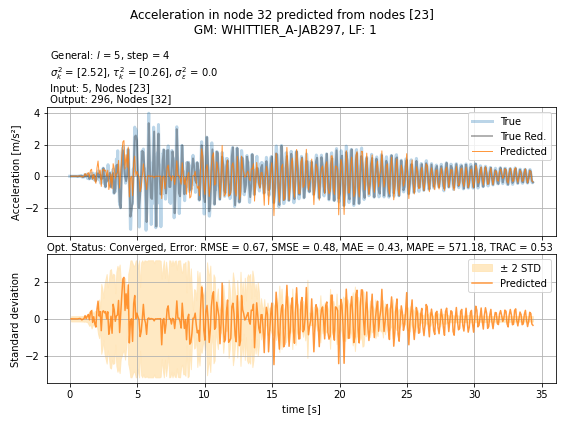 Acceleration in node 32 predicted from nodes [23]
GM: WHITTIER_A-JAB297, LF: 1
General: l = 5, step = 4
σ²ₖ = [2.52], τ²ₖ = [0.26], σ²ε = 0.0
Input: 5, Nodes [23]
Output: 296, Nodes [32]
Acceleration [m/s²]
4
2
0
−2
True
True Red.
Predicted
Opt. Status: Converged, Error: RMSE = 0.67, SMSE = 0.48, MAE = 0.43, MAPE = 571.18, TRAC = 0.53
Standard deviation
2
0
−2
± 2 STD
Predicted
0 5 10 15 20 25 30 35
time [s]